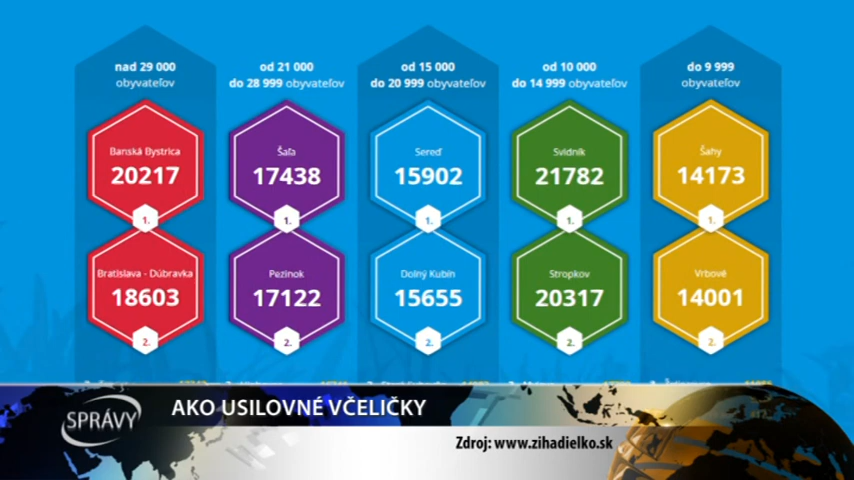 nad 29 000
obyvateľov
od 21 000
do 28 999 obyvateľov
od 15 000
do 20 999 obyvateľov
od 10 000
do 14 999 obyvateľov
do 9 999
obyvateľov
Banská Bystrica
20217
1.
Šaľa
17438
1.
Sereď
15902
1.
Svidník
21782
1.
Šahy
14173
1.
Bratislava - Dúbravka
18603
2.
Pezinok
17122
2.
Dolný Kubín
15655
2.
Stropkov
20317
2.
Vrbové
14001
2.
SPRÁVY
AKO USILOVNÉ VČELIČKY
Zdroj: www.zihadielko.sk